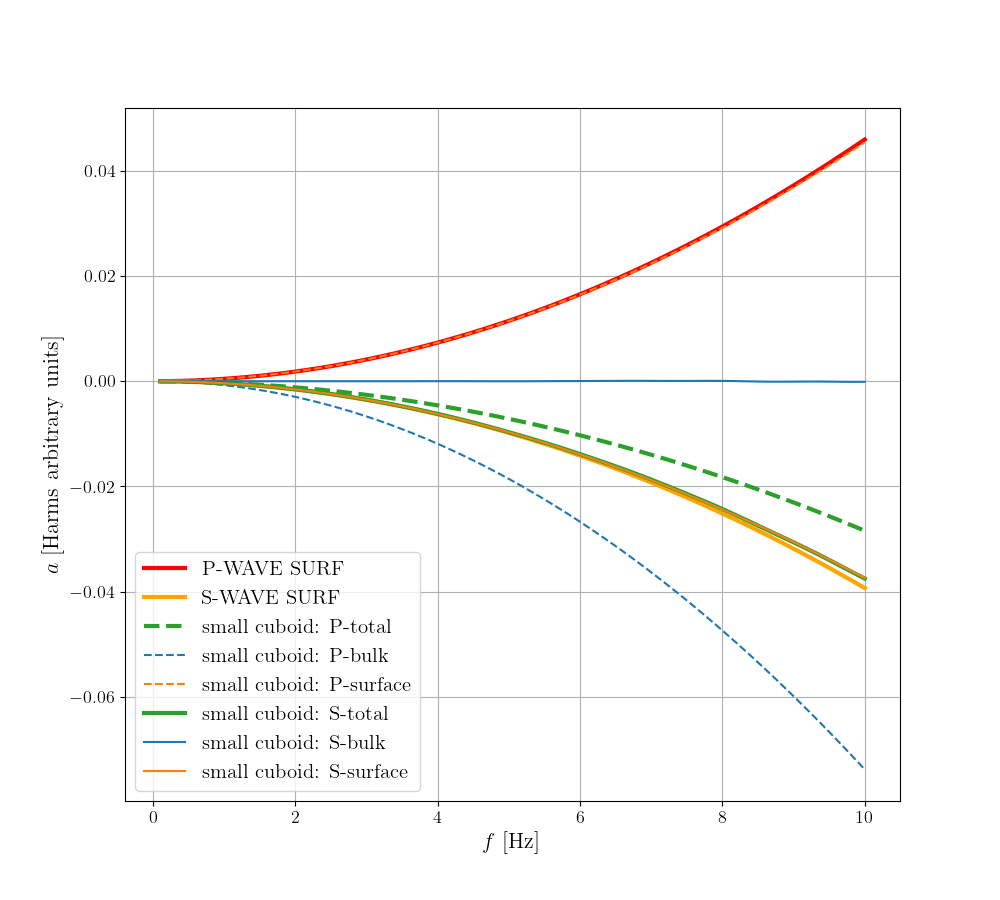 0.04
0.02
0.00
−0.02
−0.04
−0.06
a [Harms arbitrary units]
P-WAVE SURF
S-WAVE SURF
small cuboid: P-total
small cuboid: P-bulk
small cuboid: P-surface
small cuboid: S-total
small cuboid: S-bulk
small cuboid: S-surface
0 2 4 6 8 10
f [Hz]